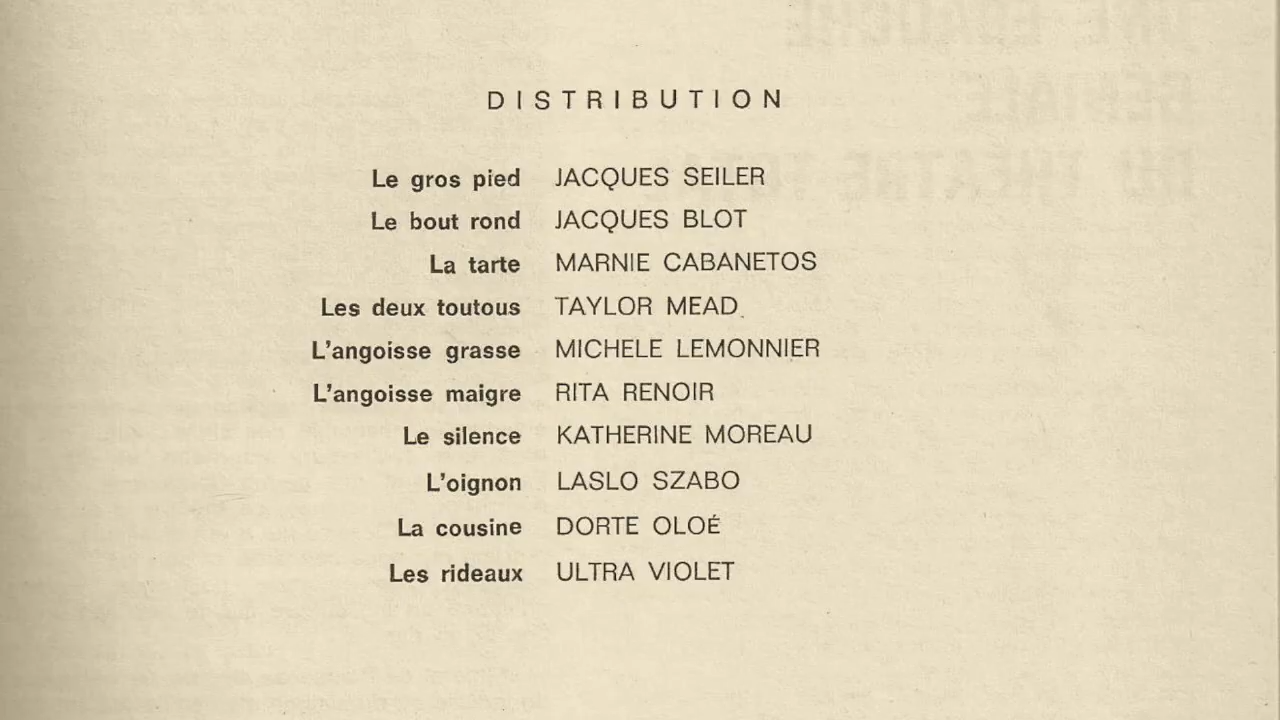 DISTRIBUTION
Le gros pied JACQUES SEILER
Le bout rond JACQUES BLOT
La tarte MARNIE CABANETOS
Les deux toutous TAYLOR MEAD
L'angoisse grasse MICHELE LEMONNIER
L'angoisse maigre RITA RENOIR
Le silence KATHERINE MOREAU
L'oignon LASLO SZABO
La cousine DORTE OLOÉ
Les rideaux ULTRA VIOLET